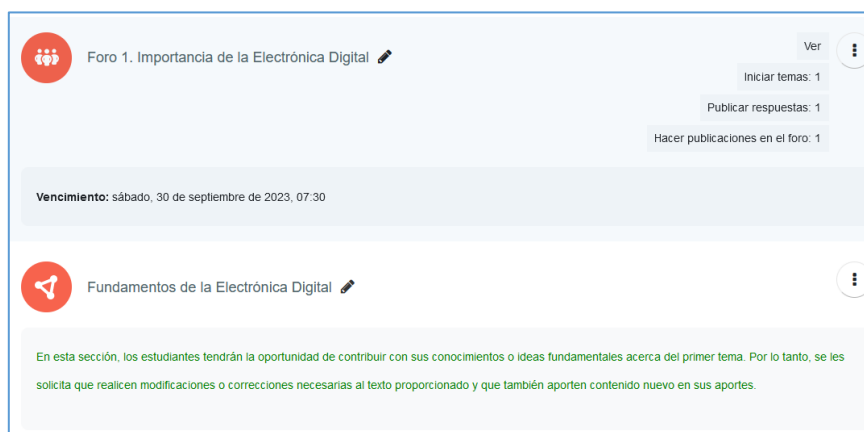 Foro 1. Importancia de la Electrónica Digital
Ver
Iniciar temas: 1
Publicar respuestas: 1
Hacer publicaciones en el foro: 1
Vencimiento: sábado, 30 de septiembre de 2023, 07:30
Fundamentos de la Electrónica Digital
En esta sección, los estudiantes tendrán la oportunidad de contribuir con sus conocimientos o ideas fundamentales acerca del primer tema. Por lo tanto, se les
solicita que realicen modificaciones o correcciones necesarias al texto proporcionado y que también aporten contenido nuevo en sus aportes.